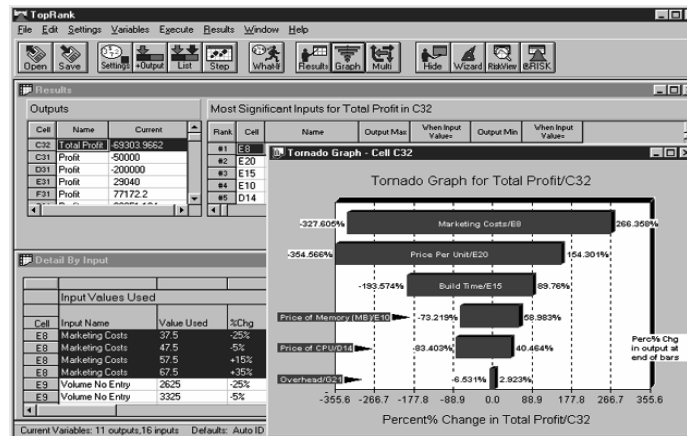 TopRank
File Edit Settings Variables Execute Results Window Help
Open Save Settings +Output List Step What-If Results Graph Multi Hide Wizard RiskView @RISK
Results
Outputs
Cell Name Current
C32 Total Profit -69303.9662
C31 Profit -50000
D31 Profit -200000
E31 Profit 29040
F31 Profit 77172.2
Most Significant Inputs for Total Profit in C32
Rank Cell Name Output Max When Input Value= Output Min When Input Value=
#1 E8
#2 E20
#3 E15
#4 E10
#5 D14
Tornado Graph - Cell C32
Tornado Graph for Total Profit/C32
-327.605% Marketing Costs/E8 266.358%
-354.566% Price Per Unit/E20 154.301%
-193.574% Build Time/E15 89.76%
Price of Memory (MB)/E10 -73.219% 58.983%
Price of CPU/D14 -83.403% 40.464%
Overhead/G21 -6.531% 2.923%
Perc% Chg
in output at
end of bars
-355.6 -266.7 -177.8 -88.9 0.0 88.9 177.8 266.7 355.6
Percent% Change in Total Profit/C32
Detail By Input
Input Values Used
Cell Input Name Value Used %Chg
E8 Marketing Costs 37.5 -25%
E8 Marketing Costs 47.5 -5%
E8 Marketing Costs 57.5 +15%
E8 Marketing Costs 67.5 +35%
E9 Volume No Entry 2625 -25%
E9 Volume No Entry 3325 -5%
Current Variables: 11 outputs,16 inputs Defaults: Auto ID